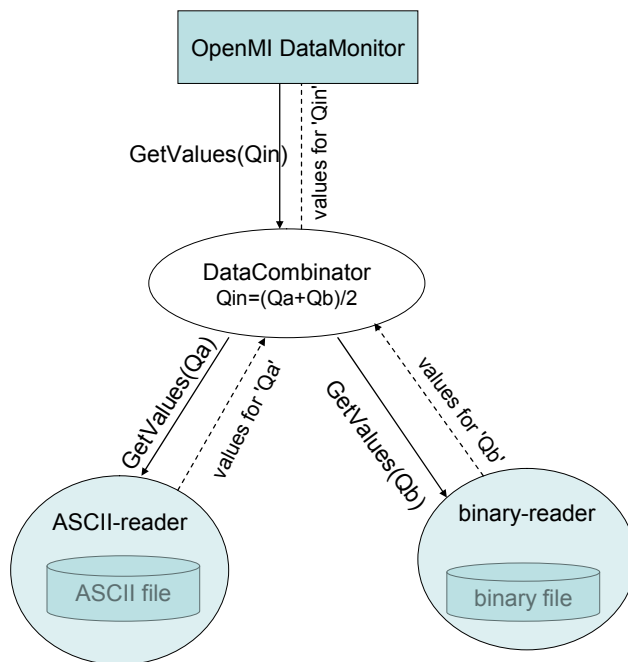 OpenMI DataMonitor
GetValues(Qin)
values for 'Qin'
DataCombinator
Qin=(Qa+Qb)/2
GetValues(Qa)
values for 'Qa'
GetValues(Qb)
values for 'Qb'
ASCII-reader
ASCII file
binary-reader
binary file